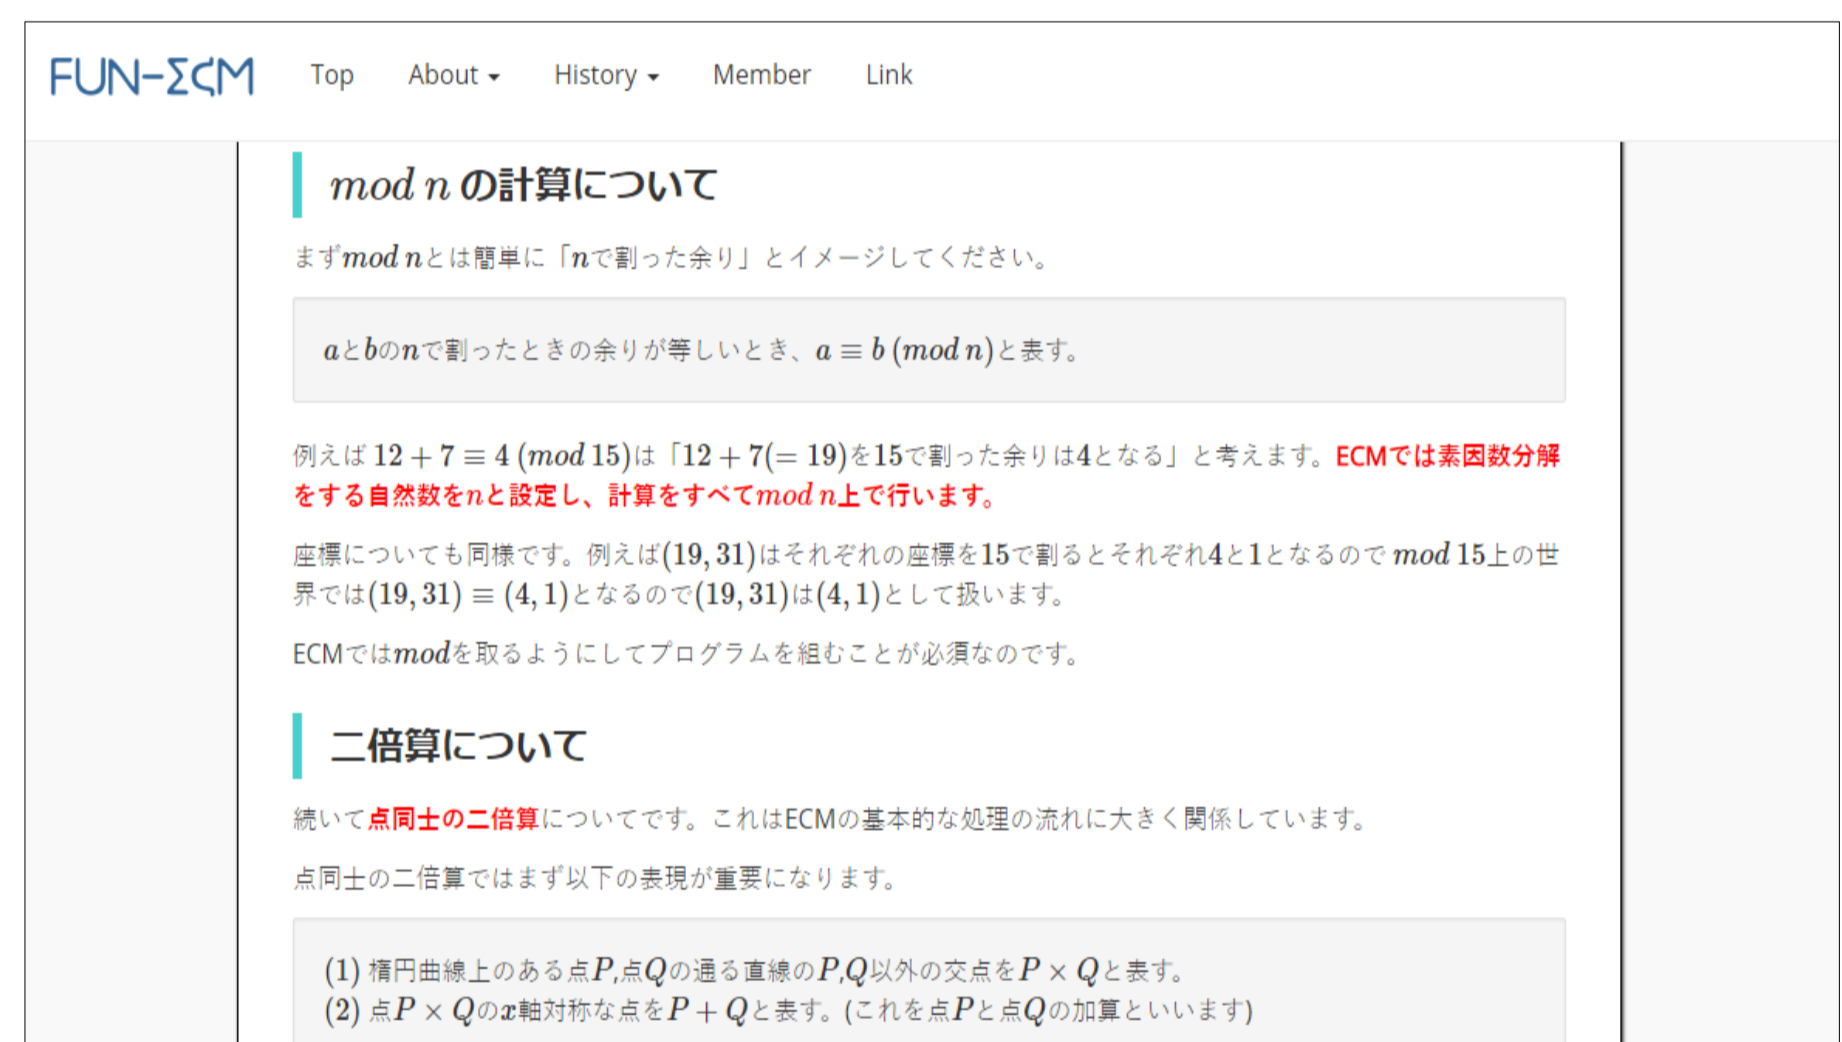 FUN-ΣCM Top About History Member Link
mod n の計算について
まずmod nとは簡単に「nで割った余り」とイメージしてください。
aとbのnで割ったときの余りが等しいとき、a ≡ b (mod n)と表す。
例えば 12 + 7 ≡ 4 (mod 15)は「12 + 7(= 19)を15で割った余りは4となる」と考えます。ECMでは素因数分解
をする自然数をnと設定し、計算をすべてmod n上で行います。
座標についても同様です。例えば(19, 31)はそれぞれの座標を15で割るとそれぞれ4と1となるので mod 15上の世
界では(19, 31) ≡ (4, 1)となるので(19, 31)は(4, 1)として扱います。
ECMではmodを取るようにしてプログラムを組むことが必須なのです。
二倍算について
続いて点同士の二倍算についてです。これはECMの基本的な処理の流れに大きく関係しています。
点同士の二倍算ではまず以下の表現が重要になります。
(1) 楕円曲線上のある点P,点Qの通る直線のP,Q以外の交点をP × Qと表す。
(2) 点P × Qのx軸対称な点をP + Qと表す。(これを点Pと点Qの加算といいます)